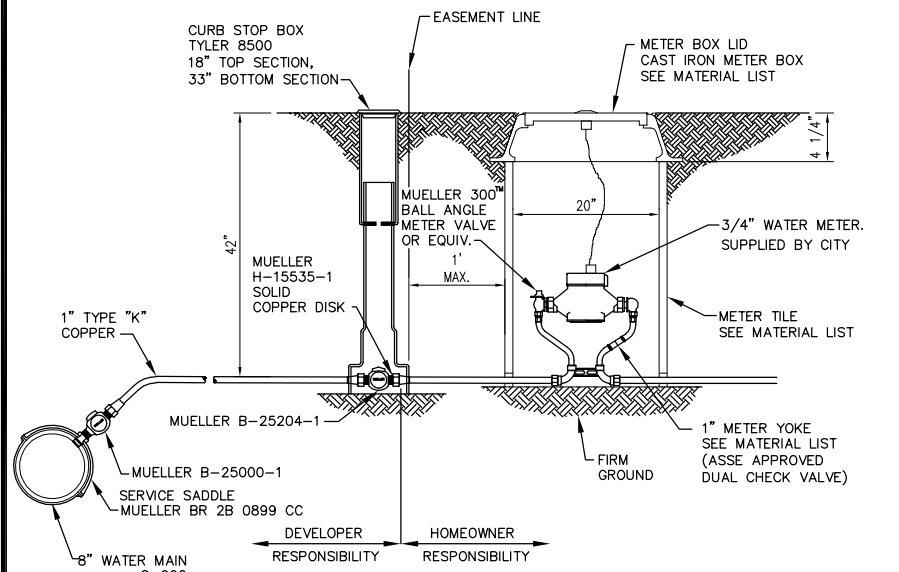 EASEMENT LINE
CURB STOP BOX
TYLER 8500
18" TOP SECTION,
33" BOTTOM SECTION
METER BOX LID
CAST IRON METER BOX
SEE MATERIAL LIST
4 1/4"
42"
MUELLER 300™
BALL ANGLE
METER VALVE
OR EQUIV.
20"
1'
MAX.
3/4" WATER METER.
SUPPLIED BY CITY
MUELLER
H-15535-1
SOLID
COPPER DISK
1" TYPE "K"
COPPER
METER TILE
SEE MATERIAL LIST
MUELLER B-25204-1
1" METER YOKE
SEE MATERIAL LIST
(ASSE APPROVED
DUAL CHECK VALVE)
FIRM
GROUND
MUELLER B-25000-1
SERVICE SADDLE
MUELLER BR 2B 0899 CC
DEVELOPER
RESPONSIBILITY
HOMEOWNER
RESPONSIBILITY
8" WATER MAIN